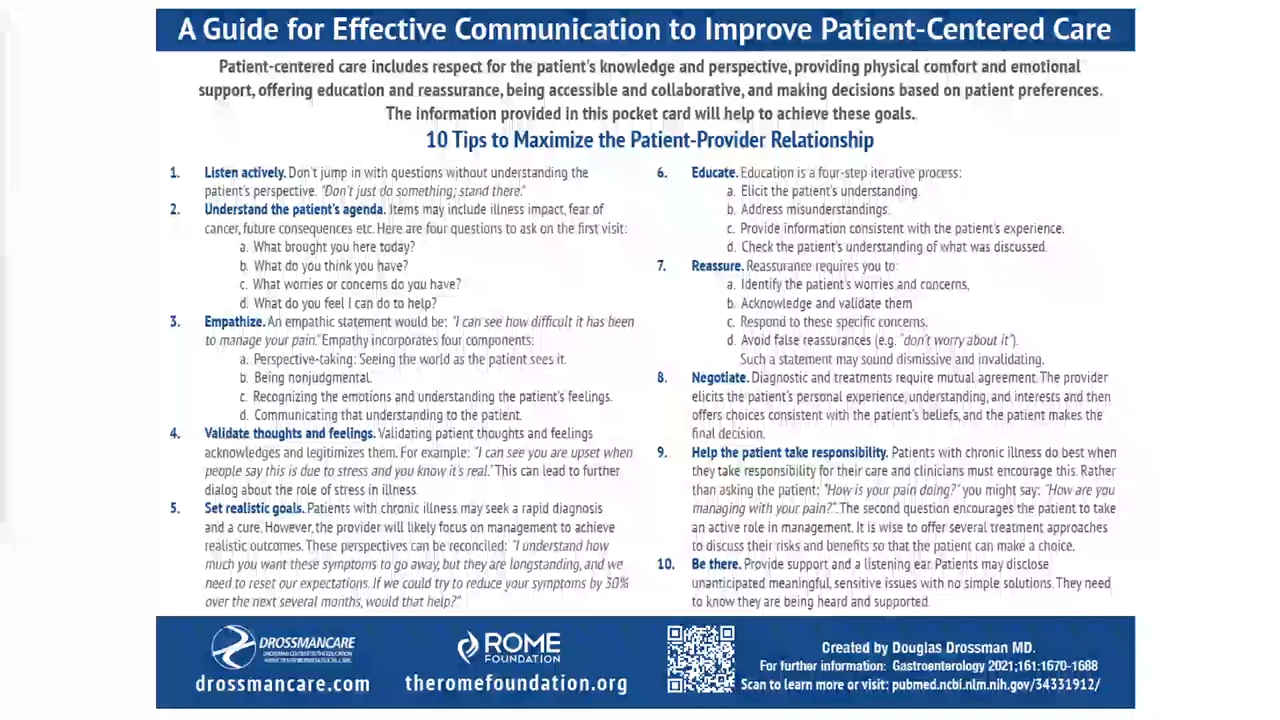 A Guide for Effective Communication to Improve Patient-Centered Care
Patient-centered care includes respect for the patient's knowledge and perspective, providing physical comfort and emotional
support, offering education and reassurance, being accessible and collaborative, and making decisions based on patient preferences.
The information provided in this pocket card will help to achieve these goals.
10 Tips to Maximize the Patient-Provider Relationship
1. Listen actively. Don't jump in with questions without understanding the
patient's perspective. "Don't just do something; stand there."
2. Understand the patient's agenda. Items may include illness impact, fear of
cancer, future consequences etc. Here are four questions to ask on the first visit:
a. What brought you here today?
b. What do you think you have?
c. What worries or concerns do you have?
d. What do you feel I can do to help?
3. Empathize. An empathic statement would be: "I can see how difficult it has been
to manage your pain." Empathy incorporates four components:
a. Perspective-taking: Seeing the world as the patient sees it.
b. Being nonjudgmental.
c. Recognizing the emotions and understanding the patient's feelings.
d. Communicating that understanding to the patient.
4. Validate thoughts and feelings. Validating patient thoughts and feelings
acknowledges and legitimizes them. For example: "I can see you are upset when
people say this is due to stress and you know it's real." This can lead to further
dialog about the role of stress in illness.
5. Set realistic goals. Patients with chronic illness may seek a rapid diagnosis
and a cure. However, the provider will likely focus on management to achieve
realistic outcomes. These perspectives can be reconciled: "I understand how
much you want these symptoms to go away, but they are longstanding, and we
need to reset our expectations. If we could try to reduce your symptoms by 30%
over the next several months, would that help?"
6. Educate. Education is a four-step iterative process:
a. Elicit the patient's understanding.
b. Address misunderstandings.
c. Provide information consistent with the patient's experience.
d. Check the patient's understanding of what was discussed.
7. Reassure. Reassurance requires you to:
a. Identify the patient's worries and concerns,
b. Acknowledge and validate them
c. Respond to these specific concerns.
d. Avoid false reassurances (e.g. "don't worry about it").
Such a statement may sound dismissive and invalidating.
8. Negotiate. Diagnostic and treatments require mutual agreement. The provider
elicits the patient's personal experience, understanding, and interests and then
offers choices consistent with the patient's beliefs, and the patient makes the
final decision.
9. Help the patient take responsibility. Patients with chronic illness do best when
they take responsibility for their care and clinicians must encourage this. Rather
than asking the patient: "How is your pain doing?" you might say: "How are you
managing with your pain?". The second question encourages the patient to take
an active role in management. It is wise to offer several treatment approaches
to discuss their risks and benefits so that the patient can make a choice.
10. Be there. Provide support and a listening ear. Patients may disclose
unanticipated meaningful, sensitive issues with no simple solutions. They need
to know they are being heard and supported.
DROSSMANCARE
drossmancare.com
ROME
FOUNDATION
theromefoundation.org
Created by Douglas Drossman MD.
For further information: Gastroenterology 2021;161:1670-1688
Scan to learn more or visit: pubmed.ncbi.nlm.nih.gov/34331912/